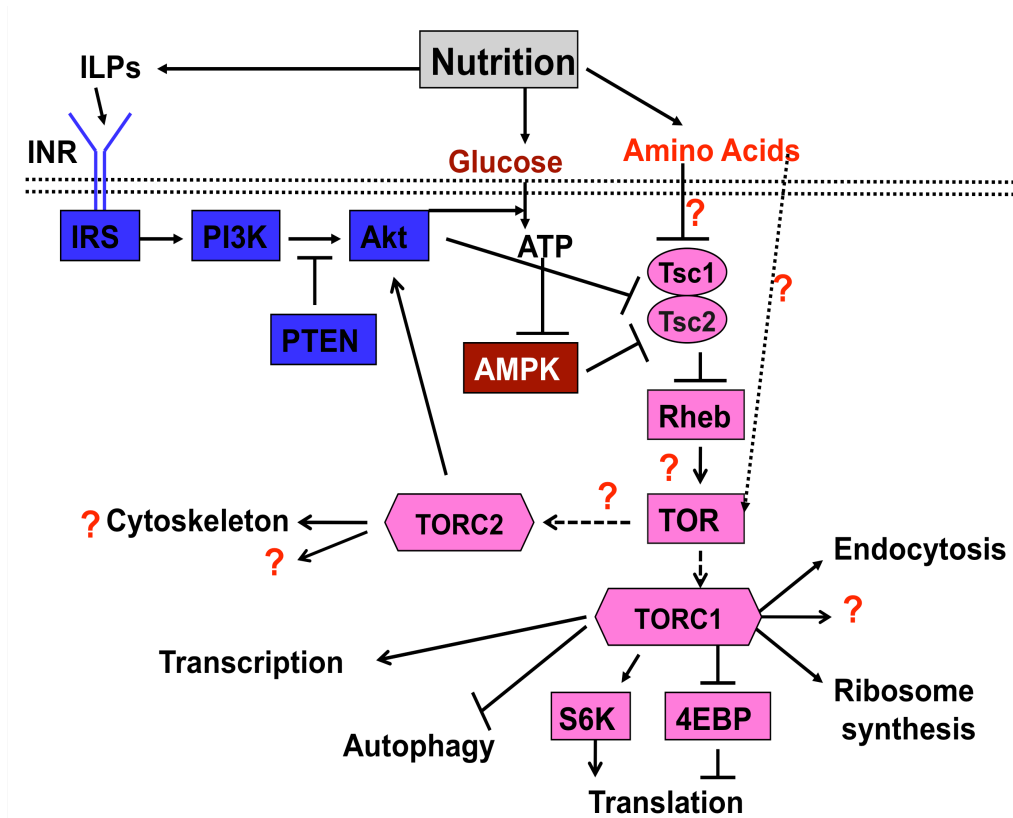 Nutrition
ILPs
INR
Glucose
Amino Acids
?
IRS
PI3K
Akt
ATP
Tsc1
Tsc2
?
PTEN
AMPK
Rheb
?
?
TOR
TORC2
? Cytoskeleton
?
Endocytosis
TORC1
?
Transcription
Ribosome
synthesis
S6K
4EBP
Autophagy
Translation